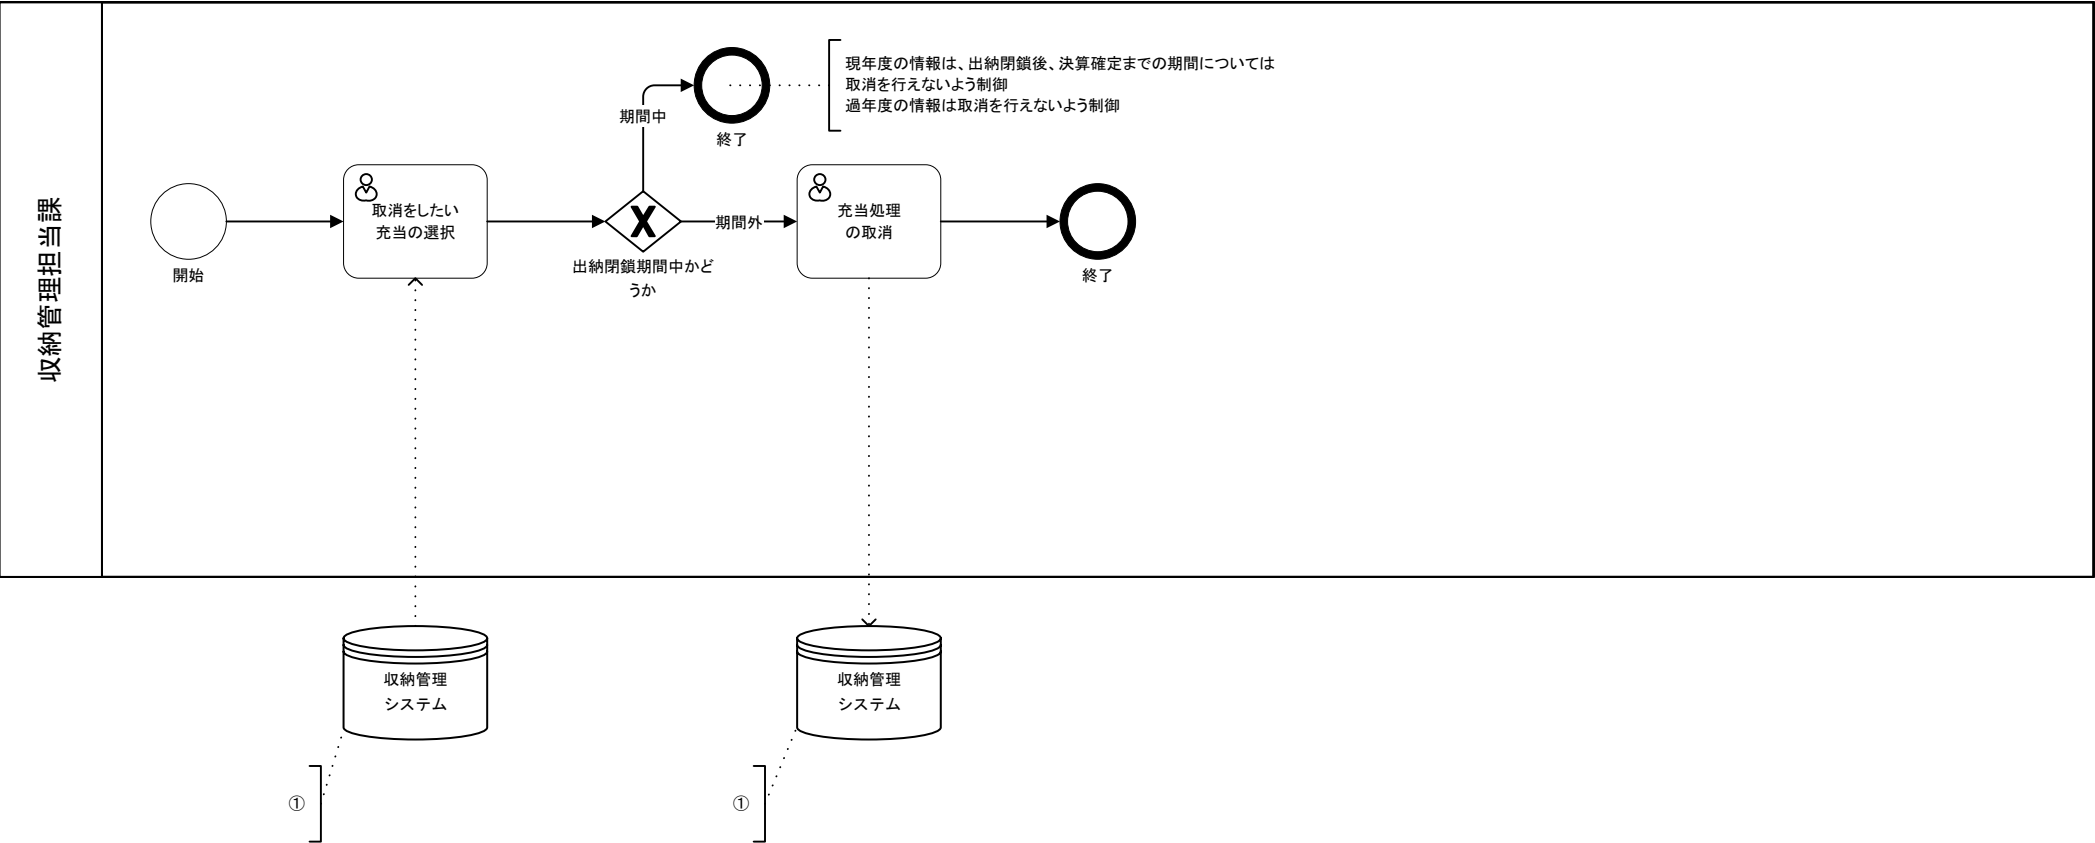 収納管理担当課
現年度の情報は、出納閉鎖後、決算確定までの期間については
取消を行えないよう制御
過年度の情報は取消を行えないよう制御
期間中
終了
開始
取消をしたい
充当の選択
出納閉鎖期間中かど
うか
期間外
充当処理
の取消
終了
収納管理
システム
収納管理
システム
①
①